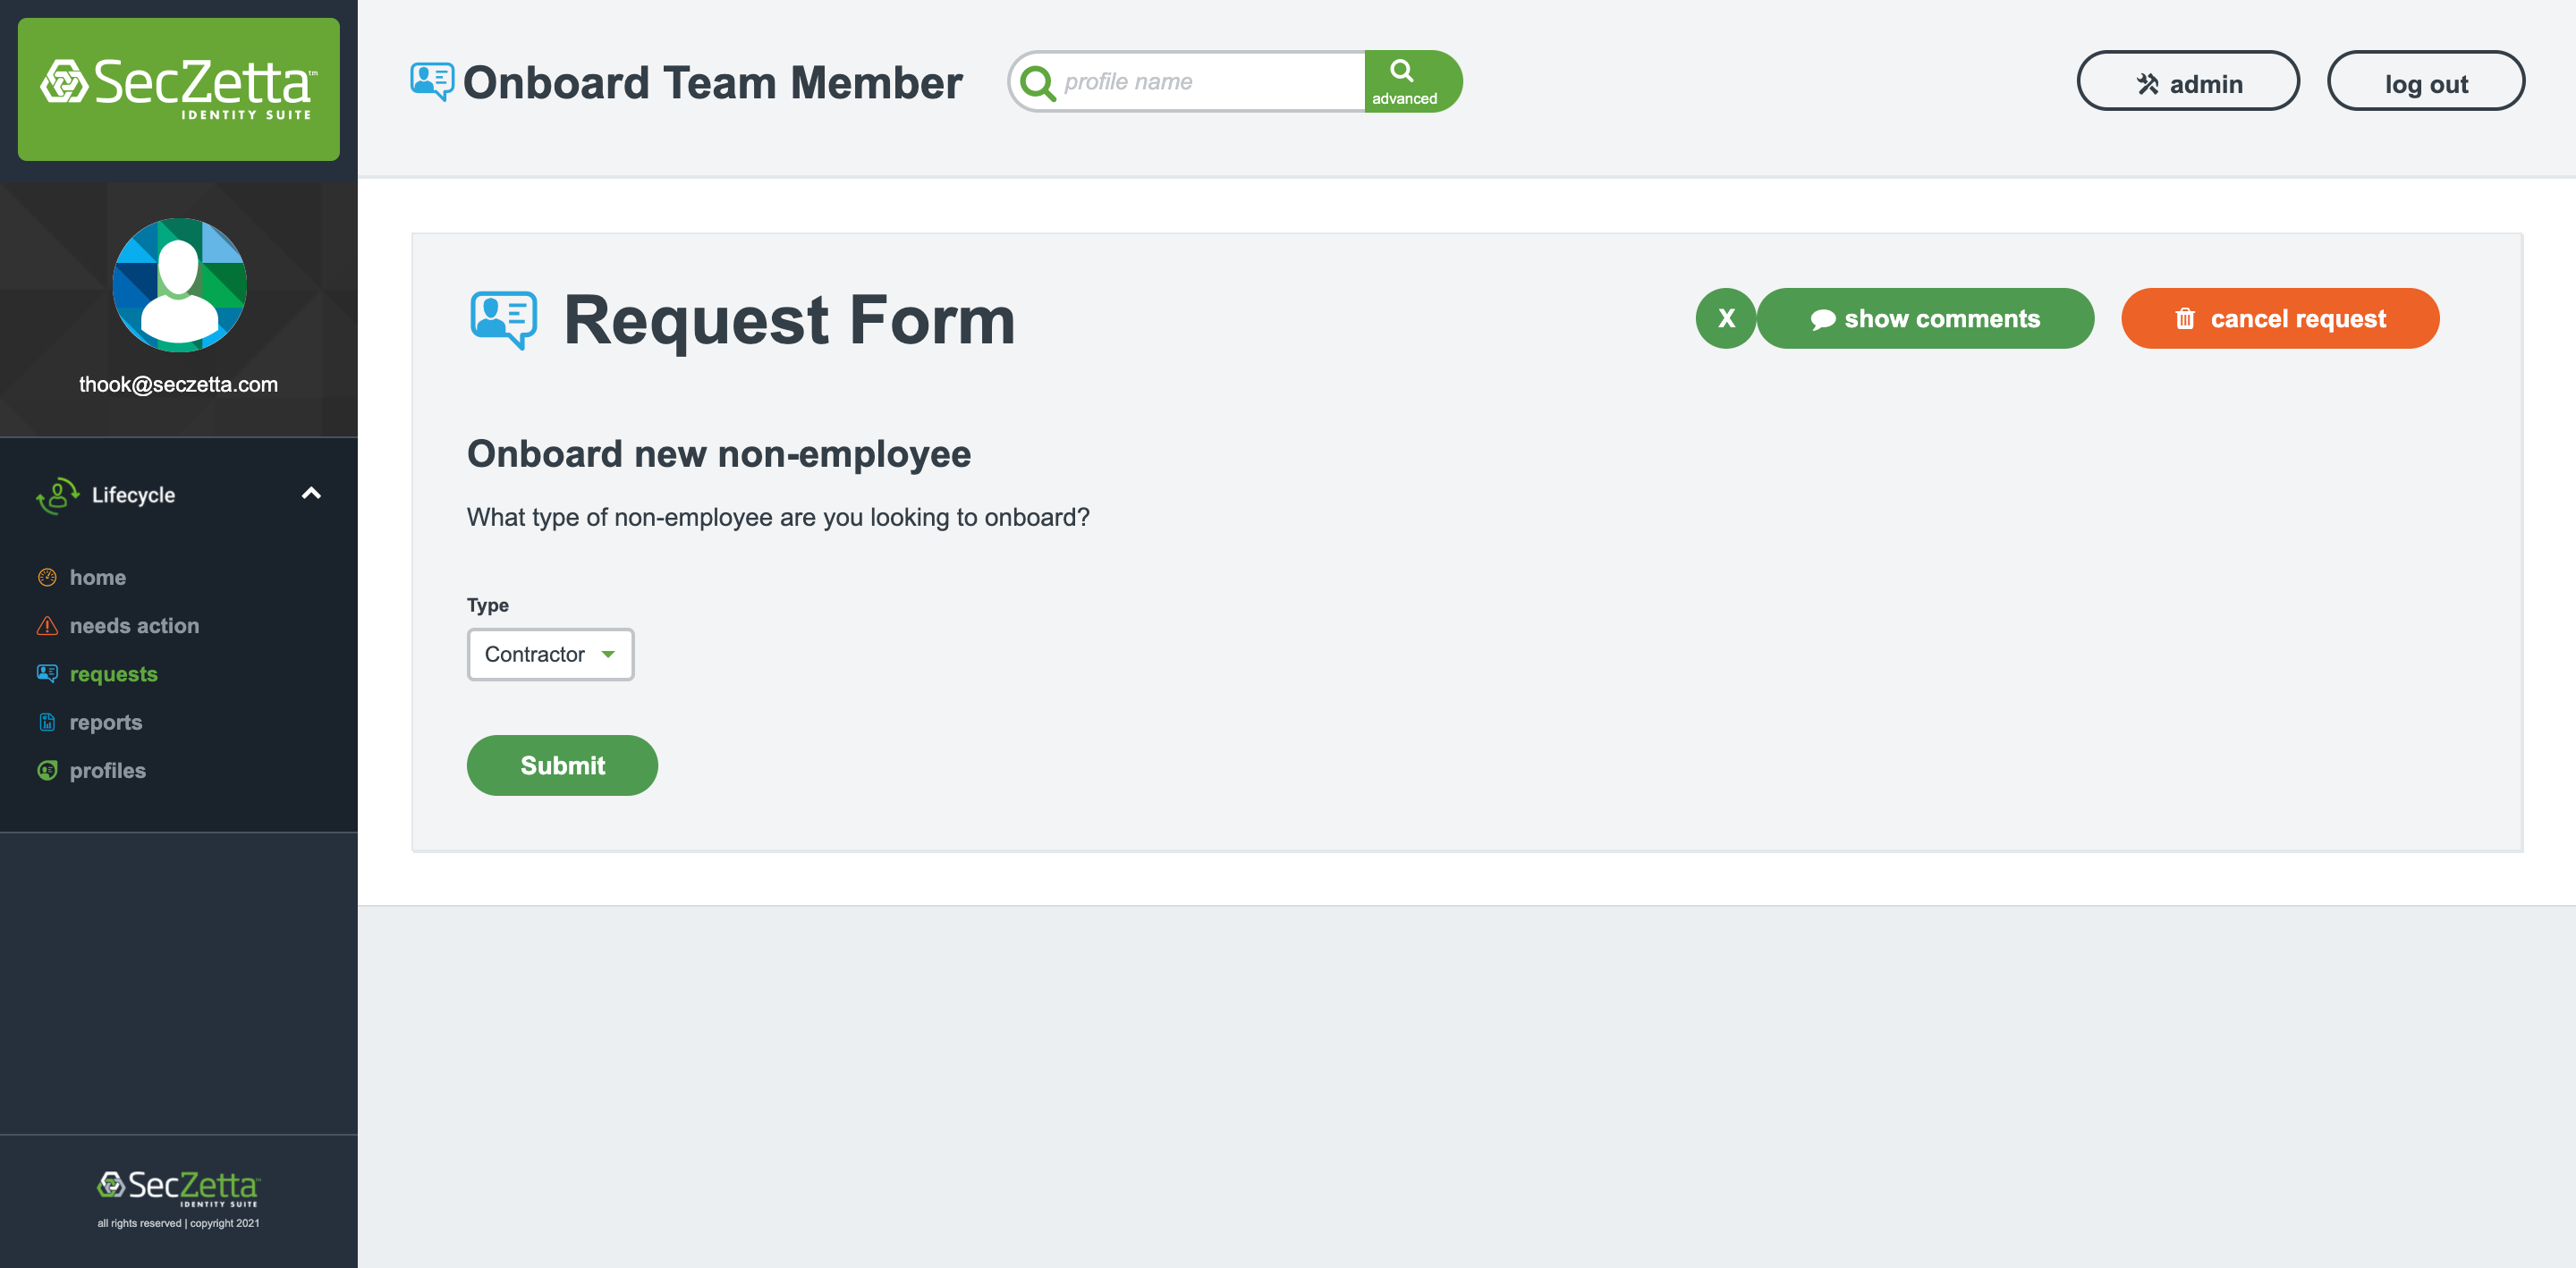 SecZetta™
IDENTITY SUITE
thook@seczetta.com
Lifecycle
home
needs action
requests
reports
profiles
SecZetta
IDENTITY SUITE
all rights reserved | copyright 2021
Onboard Team Member
profile name
advanced
admin
log out
Request Form
X
show comments
cancel request
Onboard new non-employee
What type of non-employee are you looking to onboard?
Type
Contractor
Submit